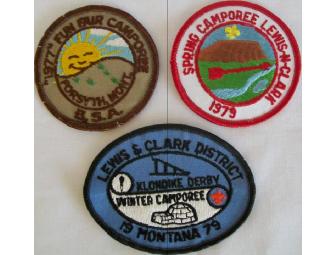 "1977" FUN FAIR CAMPOREE
FORSYTH, MONT.
B.S.A.
SPRING CAMPOREE LEWIS-N-CLARK
1979
LEWIS & CLARK DISTRICT
KLONDIKE DERBY
WINTER CAMPOREE
19 MONTANA 79